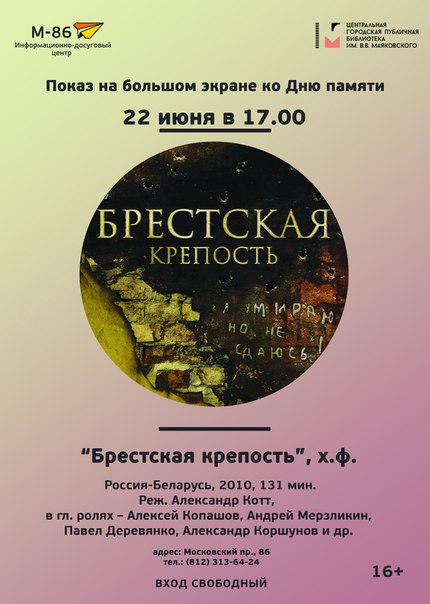 М-86
Информационно-досуговый
центр
ЦЕНТРАЛЬНАЯ
ГОРОДСКАЯ ПУБЛИЧНАЯ
БИБЛИОТЕКА
ИМ. В.В. МАЯКОВСКОГО
Показ на большом экране ко Дню памяти
22 июня в 17.00
БРЕСТСКАЯ
КРЕПОСТЬ
Я УМИРАЮ
НО НЕ
СДАЮСЬ!
“Брестская крепость”, х.ф.
Россия-Беларусь, 2010, 131 мин.
Реж. Александр Котт,
в гл. ролях – Алексей Копашов, Андрей Мерзликин,
Павел Деревянко, Александр Коршунов и др.
адрес: Московский пр., 86
тел.: (812) 313-64-24
ВХОД СВОБОДНЫЙ
16+